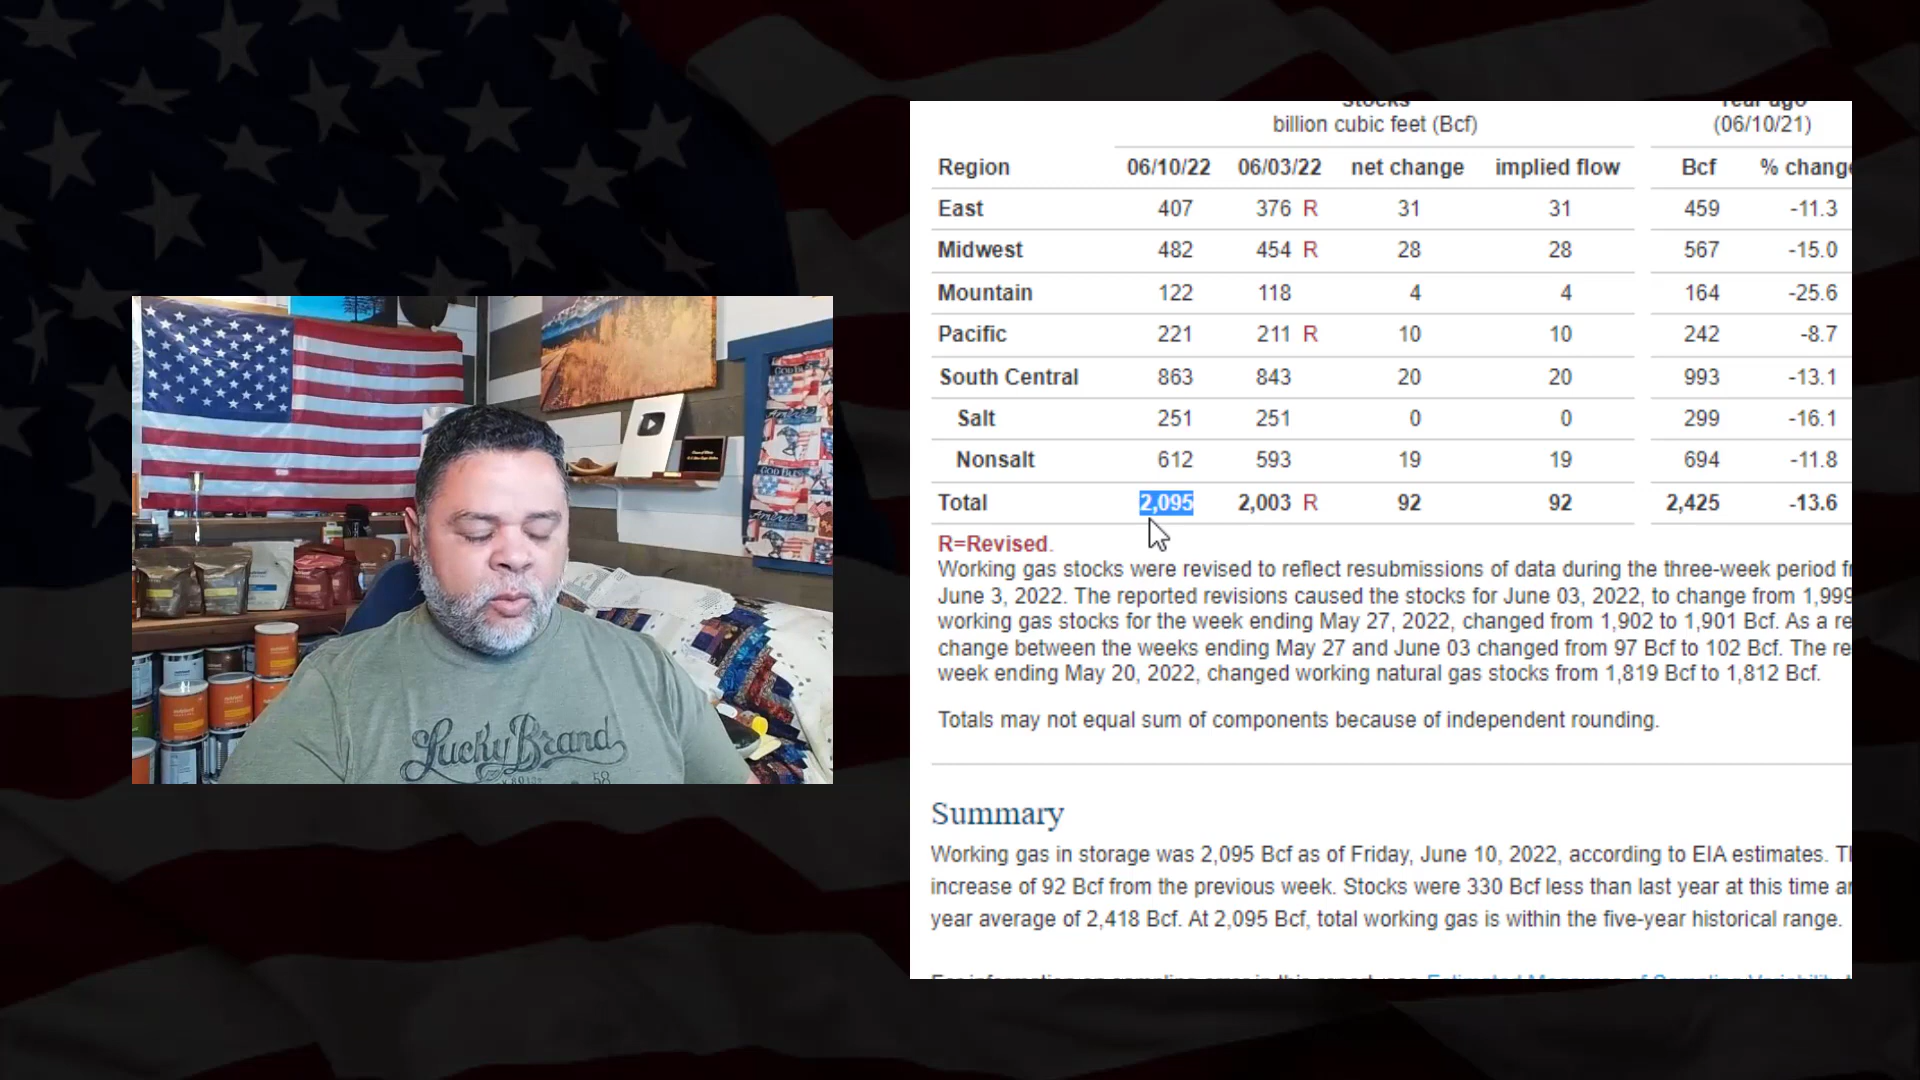 Stocks Year ago
billion cubic feet (Bcf) (06/10/21)
Region 06/10/22 06/03/22 net change implied flow Bcf % change
East 407 376 R 31 31 459 -11.3
Midwest 482 454 R 28 28 567 -15.0
Mountain 122 118 4 4 164 -25.6
Pacific 221 211 R 10 10 242 -8.7
South Central 863 843 20 20 993 -13.1
Salt 251 251 0 0 299 -16.1
Nonsalt 612 593 19 19 694 -11.8
Total 2,095 2,003 R 92 92 2,425 -13.6
R=Revised.
Working gas stocks were revised to reflect resubmissions of data during the three-week period
June 3, 2022. The reported revisions caused the stocks for June 03, 2022, to change from 1,999
working gas stocks for the week ending May 27, 2022, changed from 1,902 to 1,901 Bcf. As a
change between the weeks ending May 27 and June 03 changed from 97 Bcf to 102 Bcf. The
week ending May 20, 2022, changed working natural gas stocks from 1,819 Bcf to 1,812 Bcf.
Totals may not equal sum of components because of independent rounding.
Summary
Working gas in storage was 2,095 Bcf as of Friday, June 10, 2022, according to EIA estimates.
increase of 92 Bcf from the previous week. Stocks were 330 Bcf less than last year at this time
year average of 2,418 Bcf. At 2,095 Bcf, total working gas is within the five-year historical range.
Lucky Brand
GOD BLESS
America
GOD BLESS